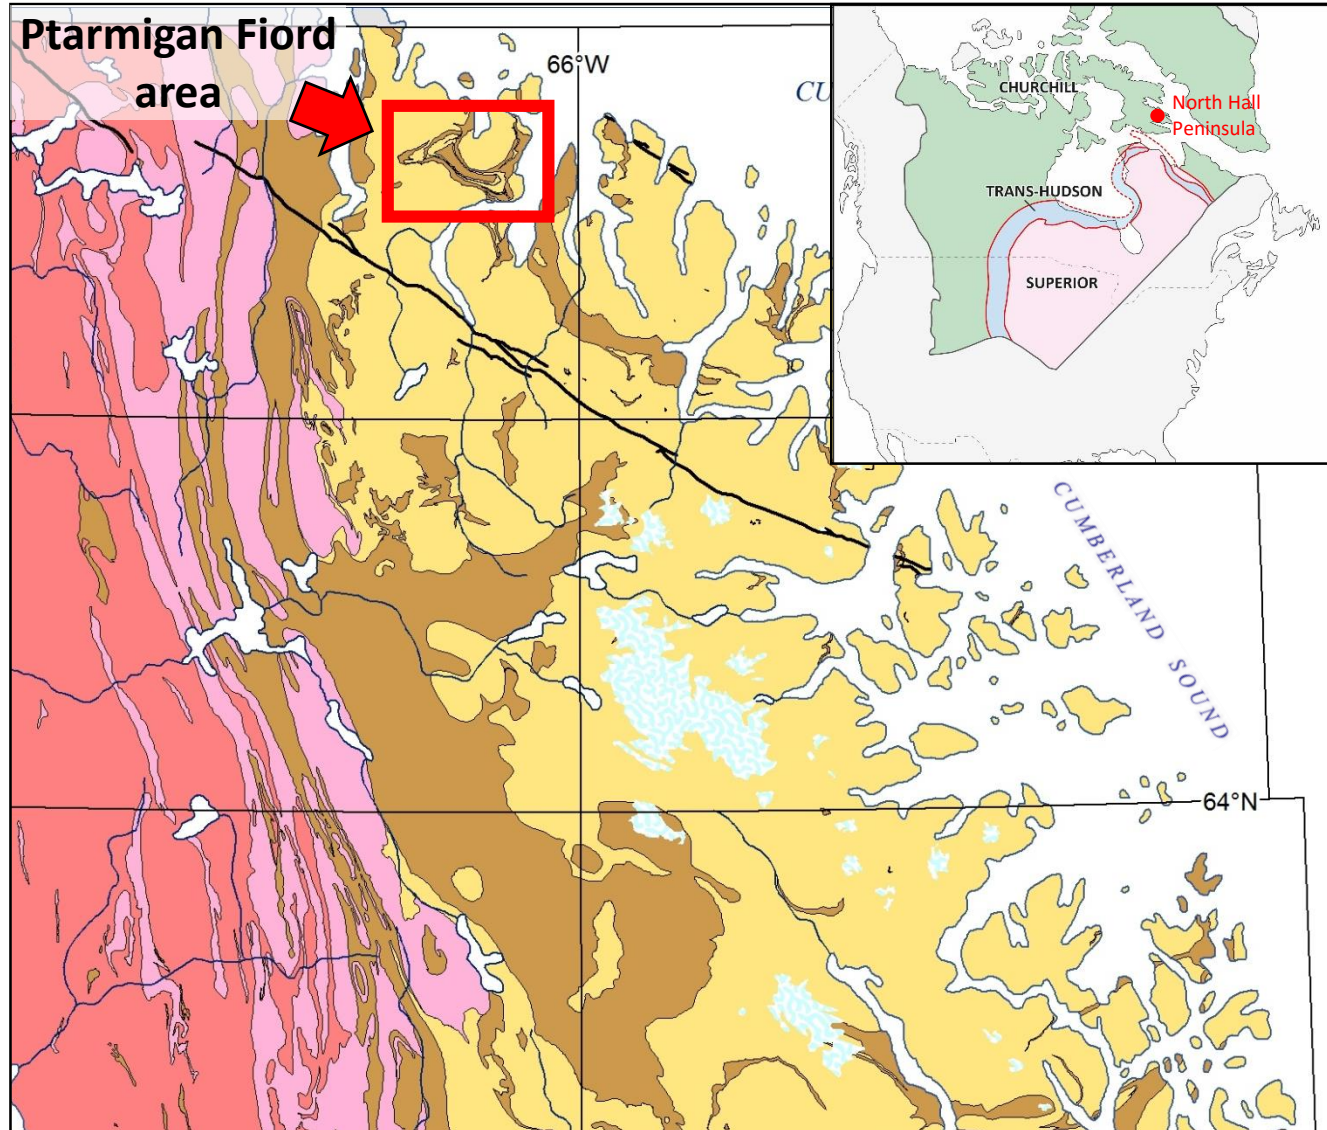 Ptarmigan Fiord
area
66°W
CU
CHURCHILL
North Hall
Peninsula
TRANS-HUDSON
SUPERIOR
CUMBERLAND SOUND
64°N